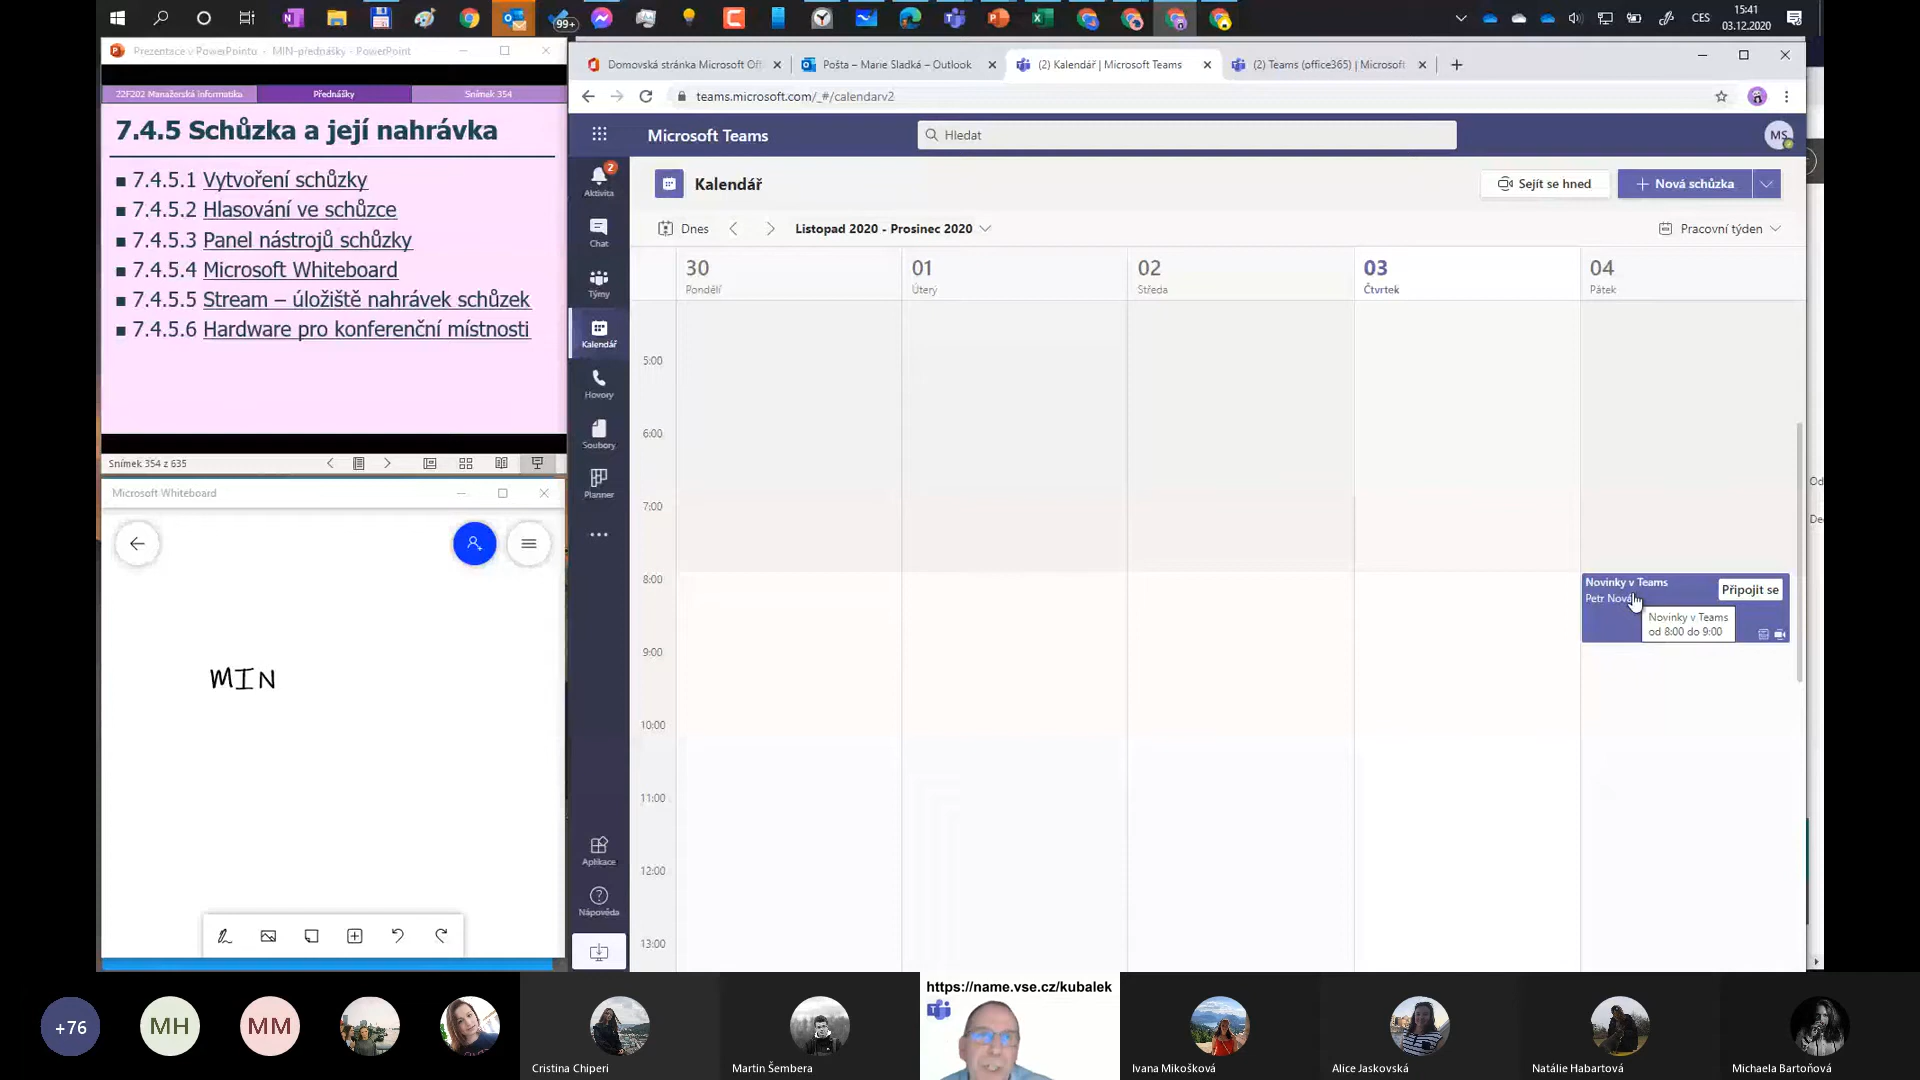 99+
CES
15:41
03.12.2020
Prezentace v PowerPointu - MIN-přednášky - PowerPoint
22F202 Manažerská informatika
Přednášky
Snímek 354
7.4.5 Schůzka a její nahrávka
7.4.5.1 Vytvoření schůzky
7.4.5.2 Hlasování ve schůzce
7.4.5.3 Panel nástrojů schůzky
7.4.5.4 Microsoft Whiteboard
7.4.5.5 Stream – úložiště nahrávek schůzek
7.4.5.6 Hardware pro konferenční místnosti
Snímek 354 z 635
Microsoft Whiteboard
MIN
Domovská stránka Microsoft Off
Pošta – Marie Sladká – Outlook
(2) Kalendář | Microsoft Teams
(2) Teams (office365) | Microsoft
teams.microsoft.com/_#/calendarv2
Microsoft Teams
Hledat
MS
2
Aktivita
Chat
Týmy
Kalendář
Hovory
Soubory
Planner
Aplikace
Nápověda
Kalendář
Sejít se hned
Nová schůzka
Dnes
Listopad 2020 - Prosinec 2020
Pracovní týden
30
Pondělí
01
Úterý
02
Středa
03
Čtvrtek
04
Pátek
5:00
6:00
7:00
8:00
9:00
10:00
11:00
12:00
13:00
Novinky v Teams
Petr Nová
Připojit se
Novinky v Teams
od 8:00 do 9:00
Od
De
+76
MH
MM
Cristina Chiperi
Martin Šembera
https://name.vse.cz/kubalek
Ivana Mikošková
Alice Jaskovská
Natálie Habartová
Michaela Bartoňová